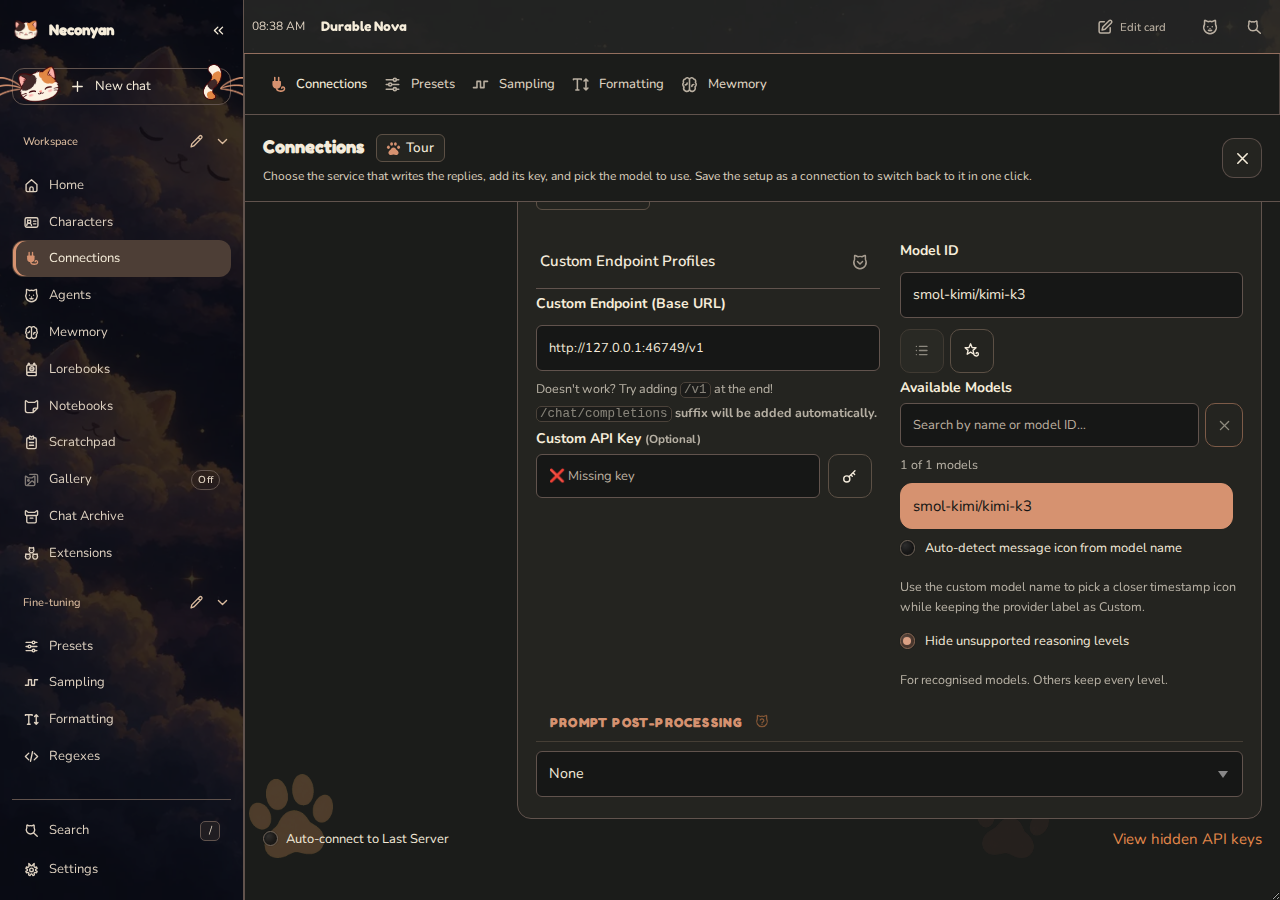 Neconyan
New chat
Workspace
Home
Characters
Connections
Agents
Mewmory
Lorebooks
Notebooks
Scratchpad
Gallery
Off
Chat Archive
Extensions
Fine-tuning
Presets
Sampling
Formatting
Regexes
Search
/
Settings
08:38 AM
Durable Nova
Edit card
Connections
Presets
Sampling
Formatting
Mewmory
Connections
Tour
Choose the service that writes the replies, add its key, and pick the model to use. Save the setup as a connection to switch back to it in one click.
Custom Endpoint Profiles
Custom Endpoint (Base URL)
http://127.0.0.1:46749/v1
Doesn't work? Try adding /v1 at the end!
/chat/completions suffix will be added automatically.
Custom API Key (Optional)
❌ Missing key
Model ID
smol-kimi/kimi-k3
Available Models
Search by name or model ID...
1 of 1 models
smol-kimi/kimi-k3
Auto-detect message icon from model name
Use the custom model name to pick a closer timestamp icon
while keeping the provider label as Custom.
Hide unsupported reasoning levels
For recognised models. Others keep every level.
PROMPT POST-PROCESSING
None
Auto-connect to Last Server
View hidden API keys